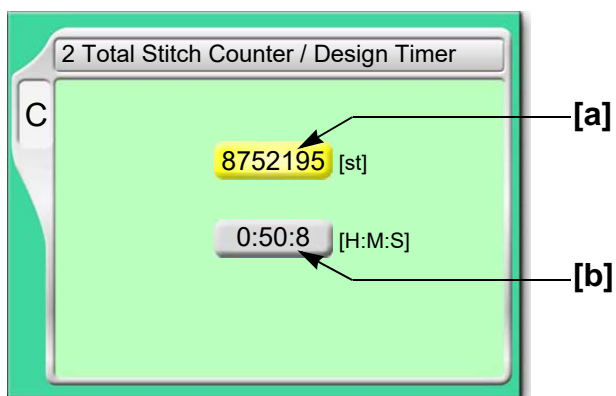 2 Total Stitch Counter / Design Timer
C
[a]
8752195 [st]
0:50:8 [H:M:S]
[b]